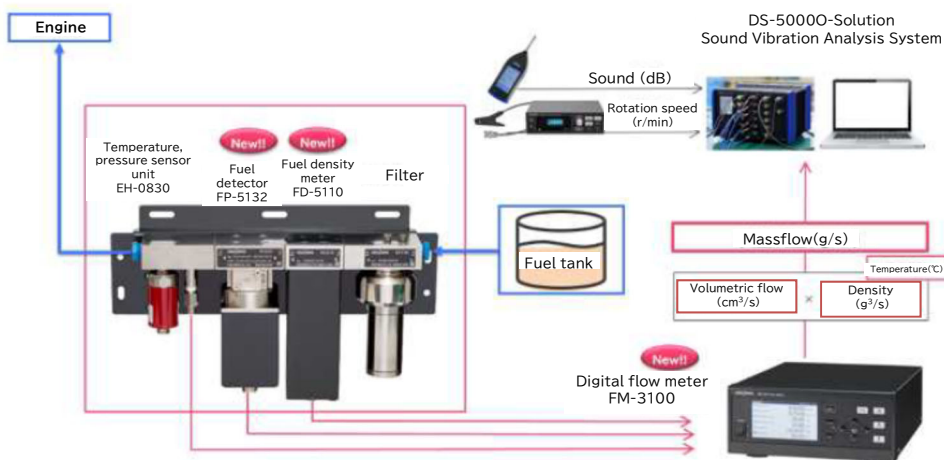 Engine
DS-5000O-Solution
Sound Vibration Analysis System
Sound (dB)
Rotation speed
(r/min)
New!!
New!!
Temperature,
pressure sensor
unit
EH-0830
Fuel
detector
FP-5132
Fuel density
meter
FD-5110
Filter
Fuel tank
Massflow(g/s)
Temperature(℃)
Volumetric flow
(cm³/s)
×
Density
(g³/s)
New!!
Digital flow meter
FM-3100